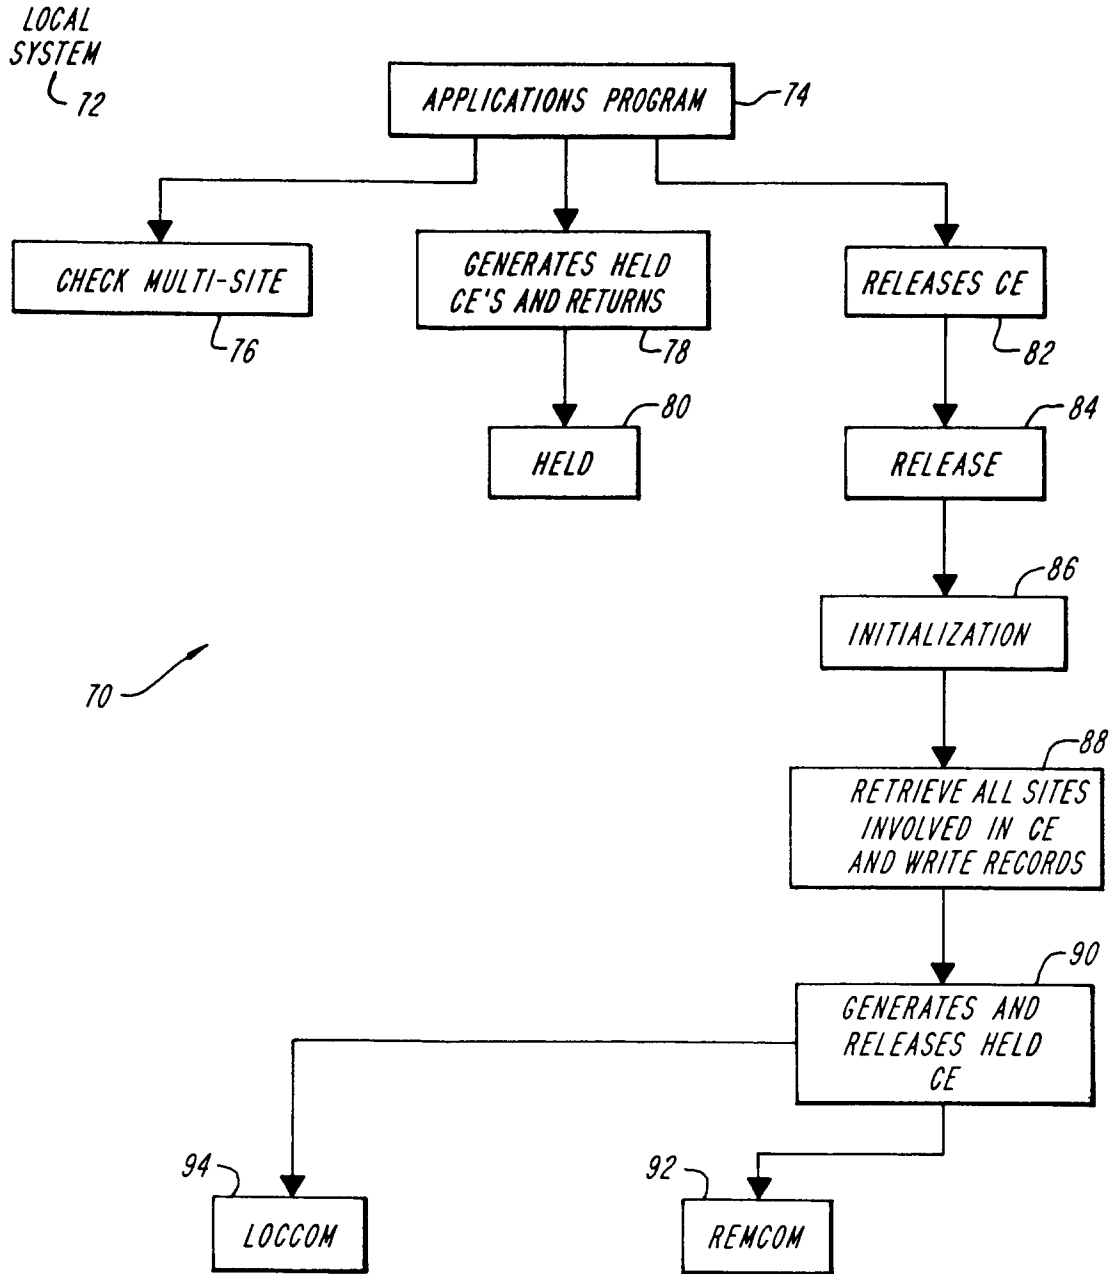 LOCAL
SYSTEM
72
APPLICATIONS PROGRAM
74
CHECK MULTI-SITE
76
GENERATES HELD
CE'S AND RETURNS
78
RELEASES CE
82
80
HELD
84
RELEASE
86
INITIALIZATION
70
88
RETRIEVE ALL SITES
INVOLVED IN CE
AND WRITE RECORDS
90
GENERATES AND
RELEASES HELD
CE
94
LOCCOM
92
REMCOM